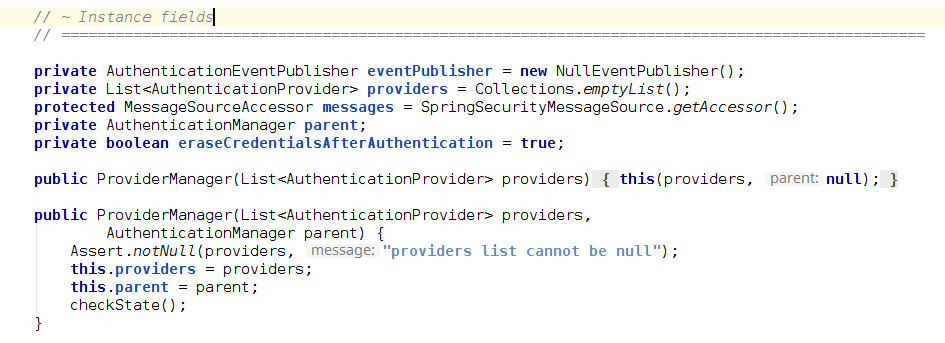 // ~ Instance fields
// ================================================================================================
private AuthenticationEventPublisher eventPublisher = new NullEventPublisher();
private List<AuthenticationProvider> providers = Collections.emptyList();
protected MessageSourceAccessor messages = SpringSecurityMessageSource.getAccessor();
private AuthenticationManager parent;
private boolean eraseCredentialsAfterAuthentication = true;
public ProviderManager(List<AuthenticationProvider> providers) { this(providers, parent: null); }
public ProviderManager(List<AuthenticationProvider> providers,
AuthenticationManager parent) {
Assert.notNull(providers, message: "providers list cannot be null");
this.providers = providers;
this.parent = parent;
checkState();
}